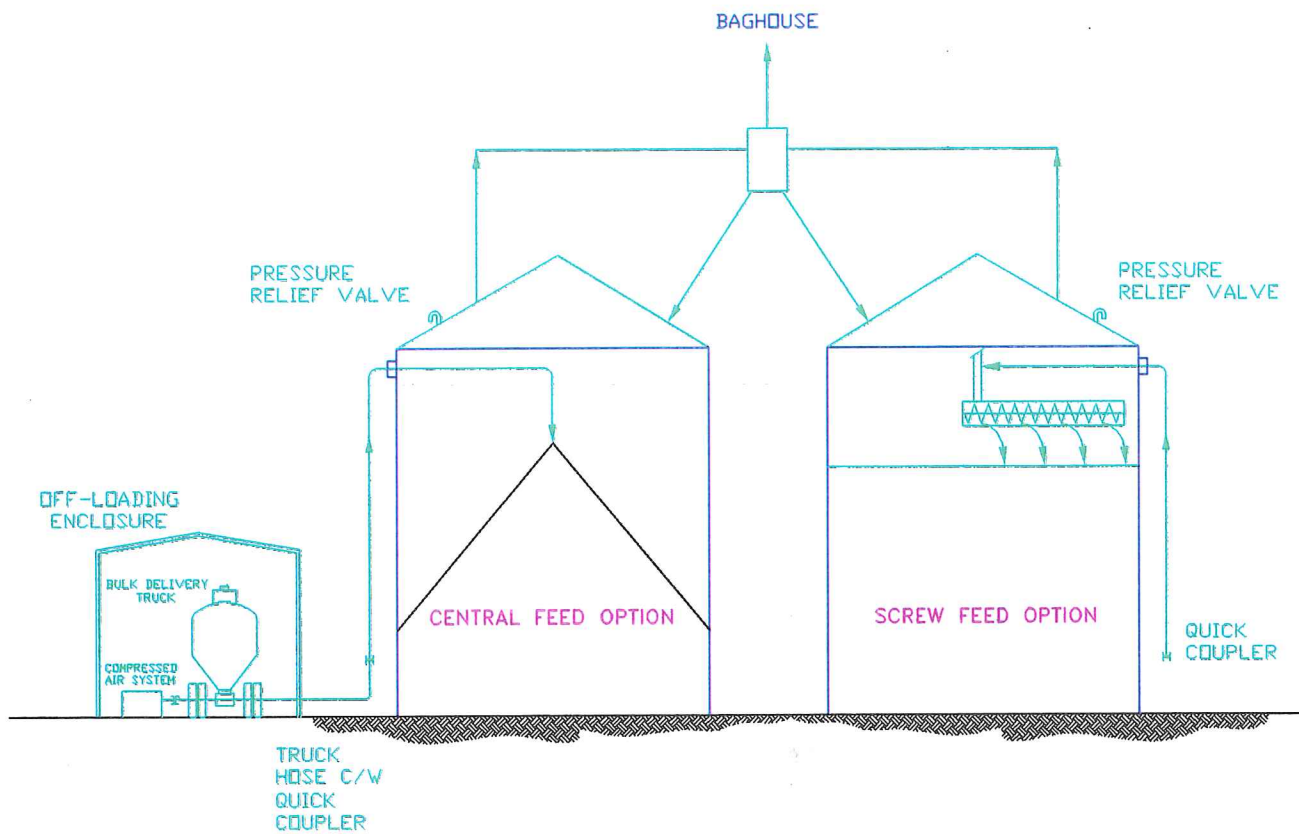 BAGHOUSE
PRESSURE
RELIEF VALVE
PRESSURE
RELIEF VALVE
OFF-LOADING
ENCLOSURE
BULK DELIVERY
TRUCK
COMPRESSED
AIR SYSTEM
CENTRAL FEED OPTION
SCREW FEED OPTION
QUICK
COUPLER
TRUCK
HOSE C/W
QUICK
COUPLER